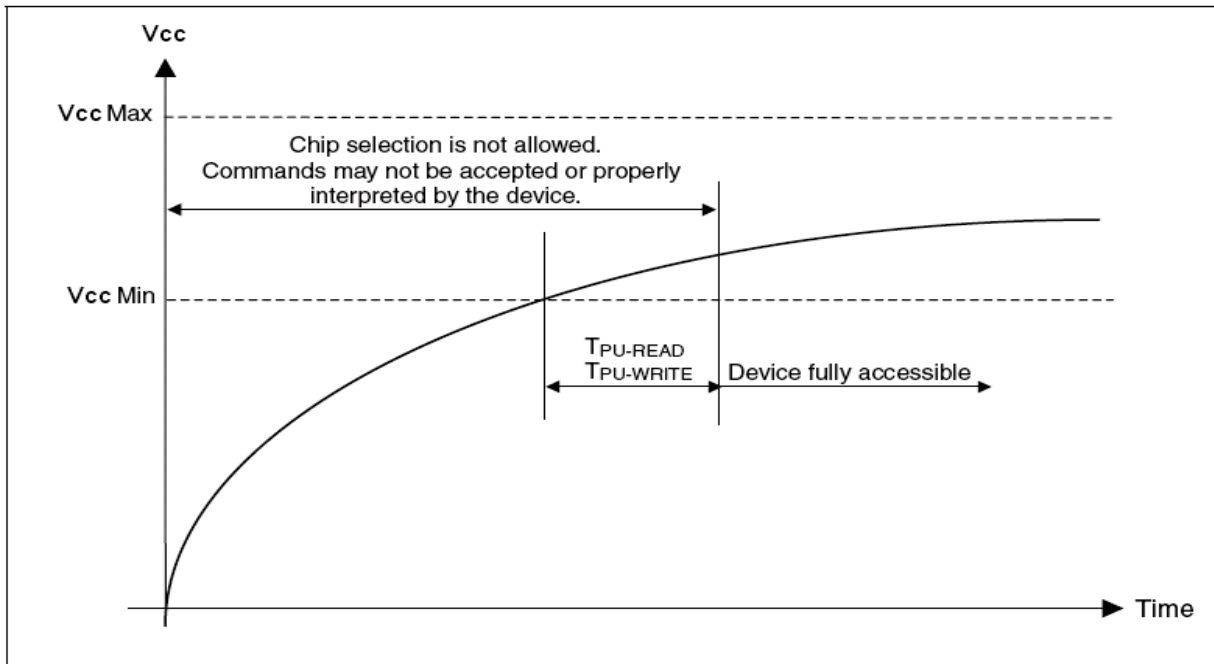 Vcc
Vcc Max
Chip selection is not allowed.
Commands may not be accepted or properly
interpreted by the device.
Vcc Min
TPU-READ
TPU-WRITE
Device fully accessible
Time